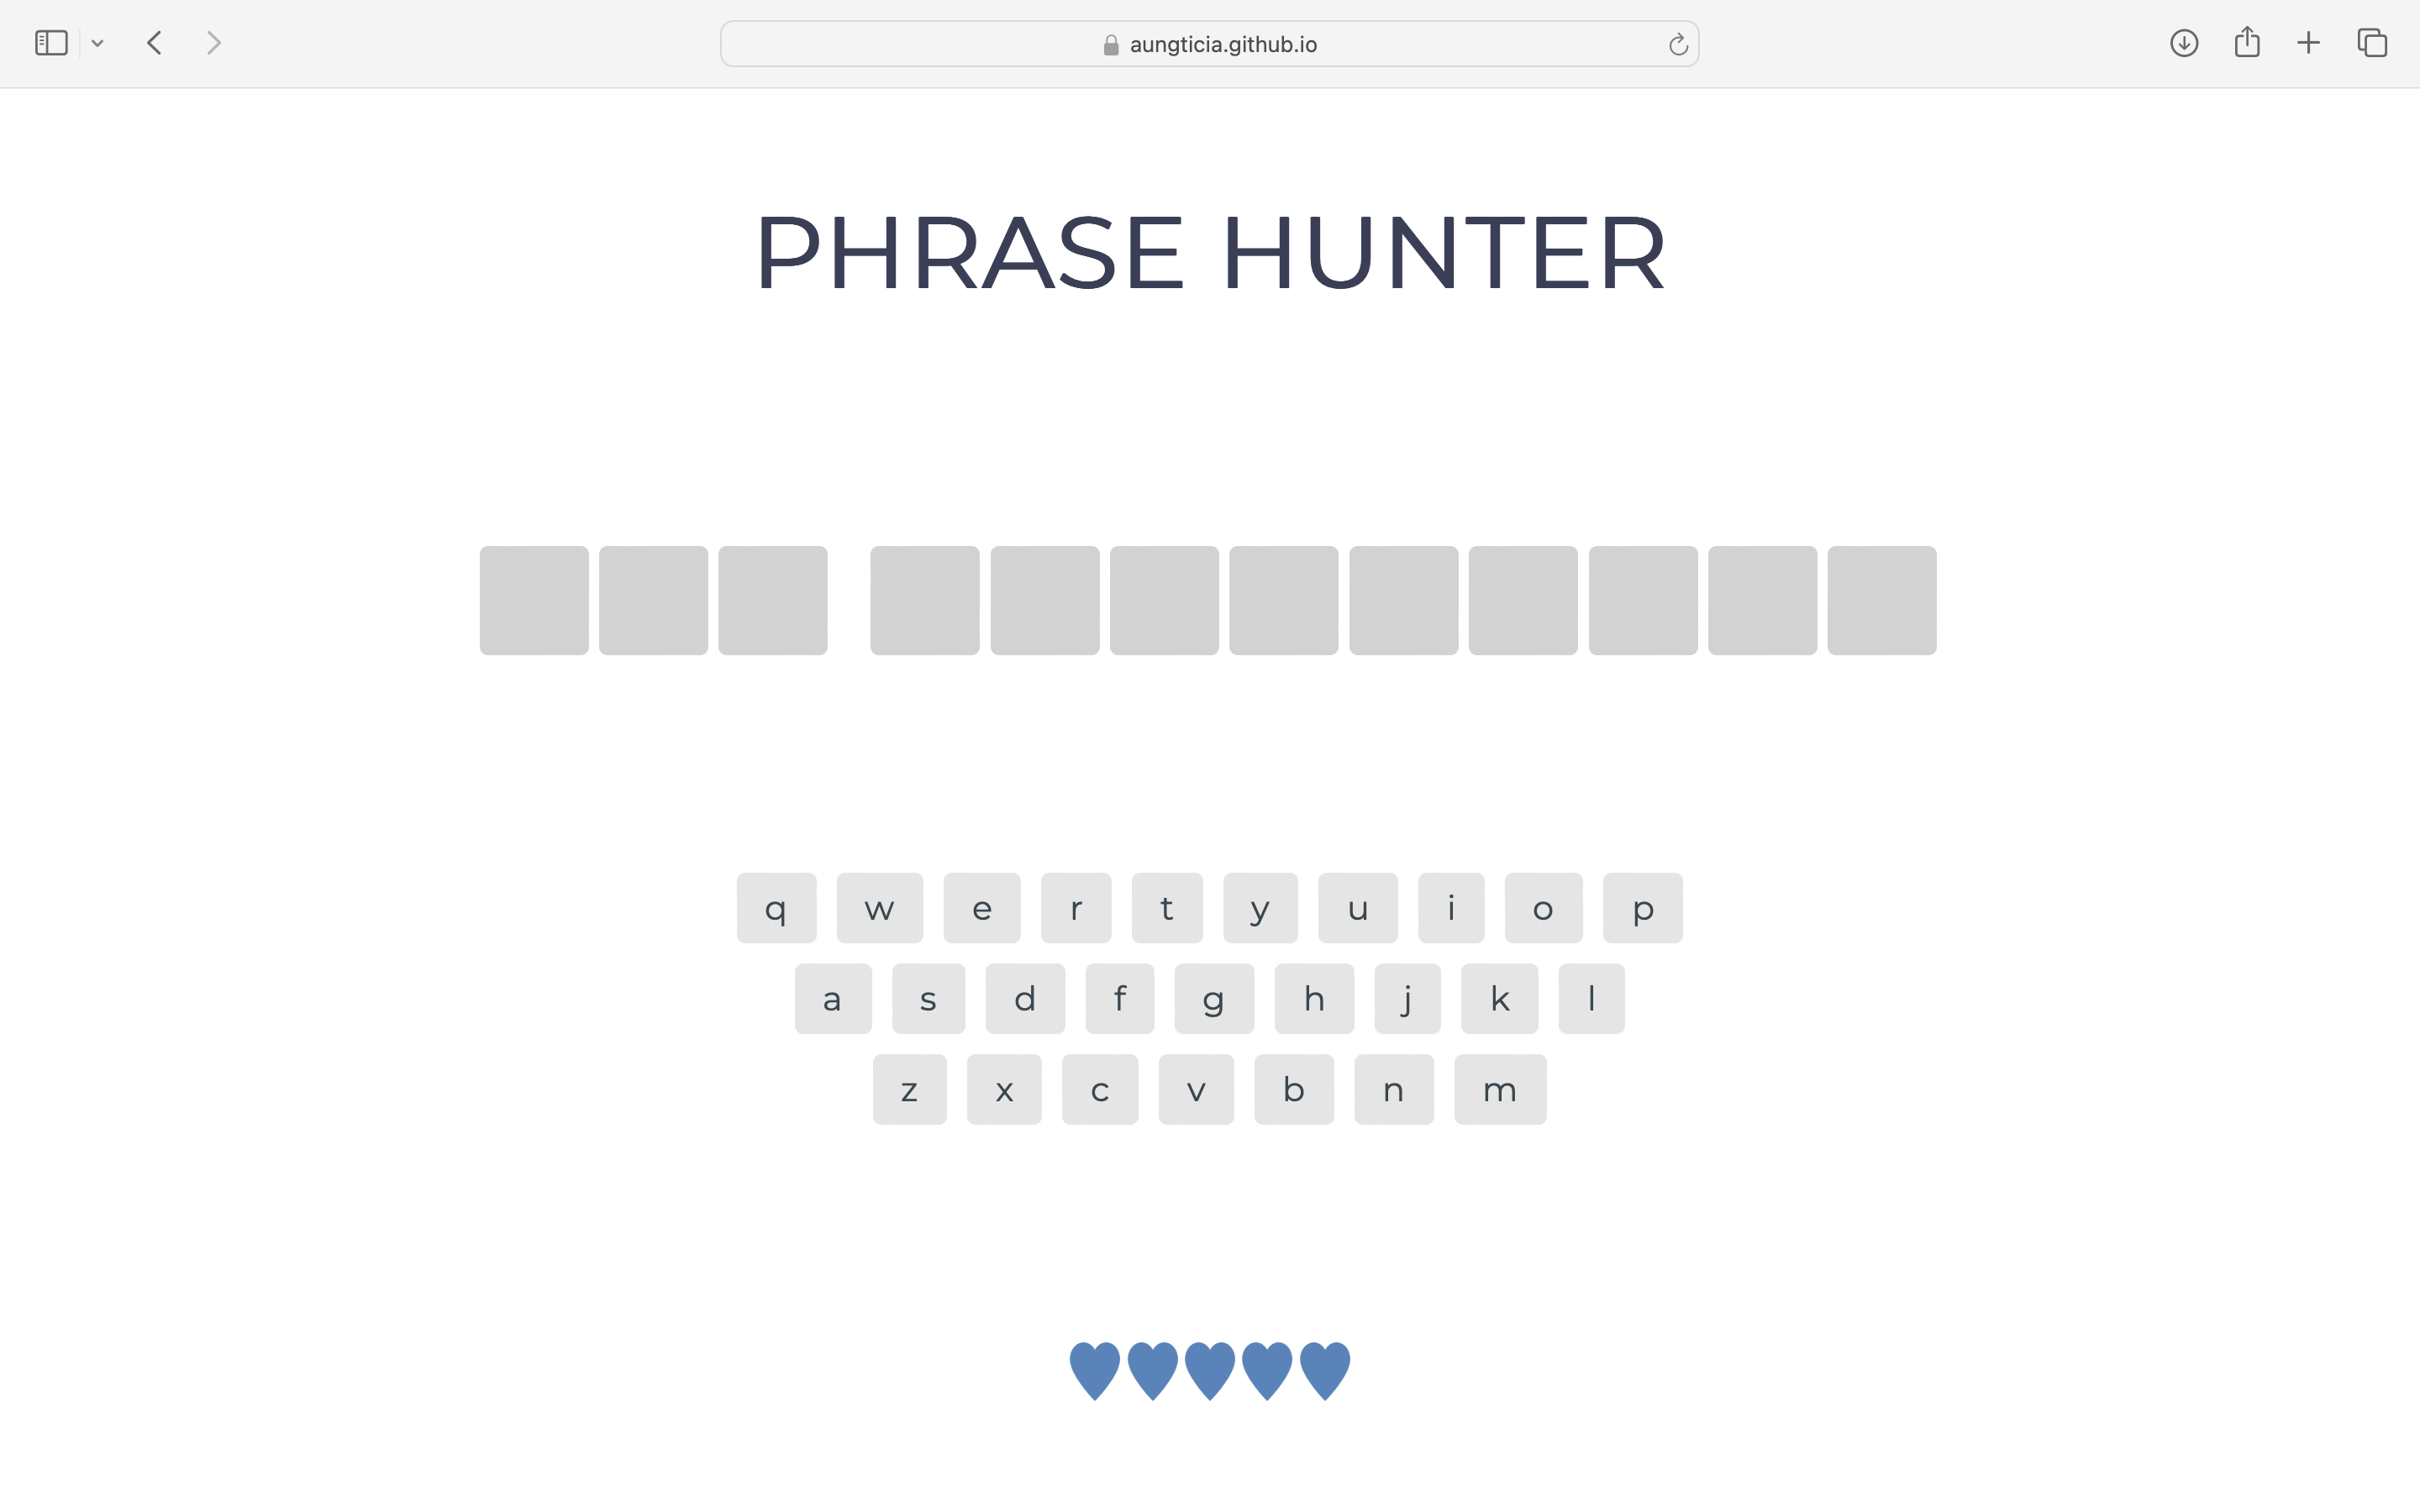 aungticia.github.io
PHRASE HUNTER
q w e r t y u i o p
a s d f g h j k l
z x c v b n m